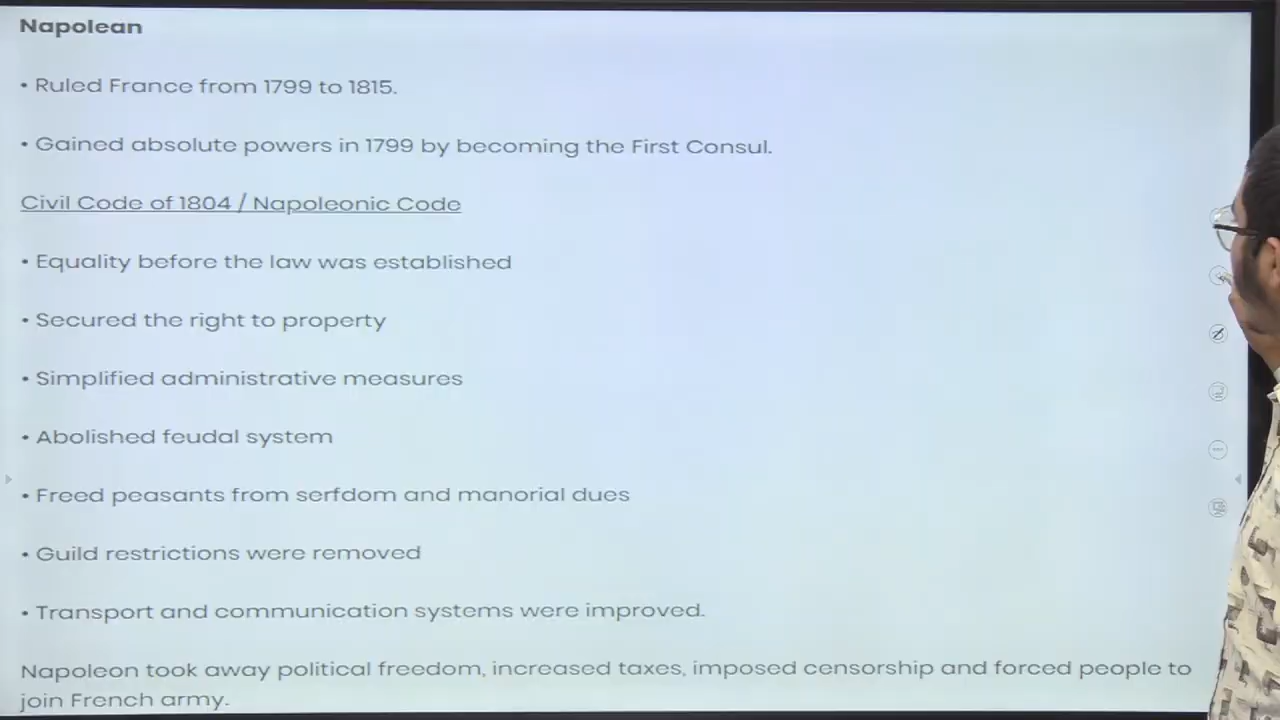 Napolean
• Ruled France from 1799 to 1815.
• Gained absolute powers in 1799 by becoming the First Consul.
Civil Code of 1804 / Napoleonic Code
• Equality before the law was established
• Secured the right to property
• Simplified administrative measures
• Abolished feudal system
• Freed peasants from serfdom and manorial dues
• Guild restrictions were removed
• Transport and communication systems were improved.
Napoleon took away political freedom, increased taxes, imposed censorship and forced people to
join French army.